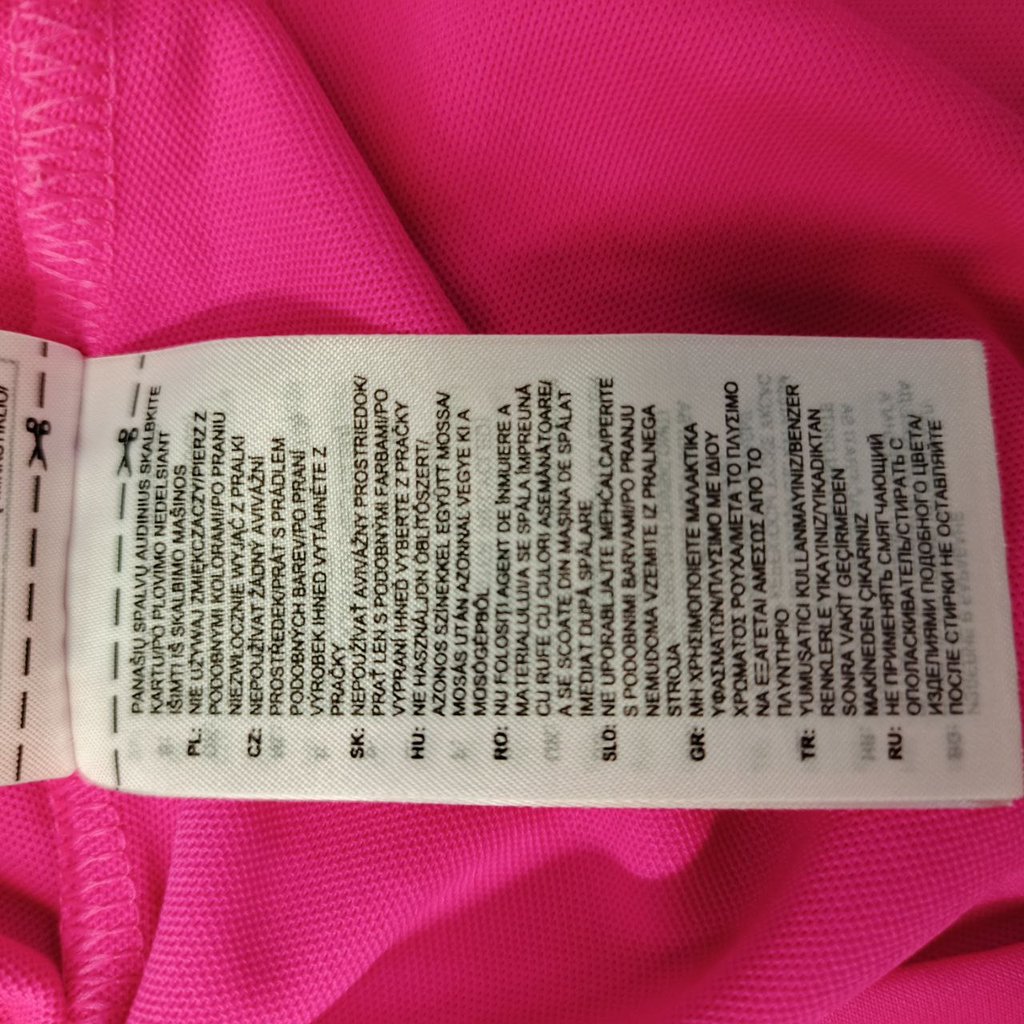 PANAŠIŲ SPALVŲ AUDINIUS SKALBKITE
KARTU/PO PLOVIMO NEDELSIANT
IŠIMTI IŠ SKALBIMO MAŠINOS
PL: NIE UŻYWAJ ZMIĘKCZACZY/PIERZ Z
PODOBNYMI KOLORAMI/PO PRANIU
NIEZWŁOCZNIE WYJĄĆ Z PRALKI
CZ: NEPOUŽÍVAT ŽÁDNÝ AVIVÁŽNÍ
PROSTŘEDEK/PRÁT S PRÁDLEM
PODOBNÝCH BAREV/PO PRANÍ
VÝROBEK IHNED VYTÁHNĚTE Z
PRAČKY
SK: NEPOUŽÍVAŤ AVIVÁŽNY PROSTRIEDOK/
PRAŤ LEN S PODOBNÝMI FARBAMI/PO
VYPRANÍ IHNEĎ VYBERTE Z PRAČKY
HU: NE HASZNÁLJON ÖBLÍTŐSZERT/
AZONOS SZÍNEKKEL EGYÜTT MOSSA/
MOSÁS UTÁN AZONNAL VEGYE KI A
MOSÓGÉPBŐL
RO: NU FOLOSIȚI AGENT DE ÎNMUIERE A
MATERIALULUI/A SE SPĂLA ÎMPREUNĂ
CU RUFE CU CULORI ASEMĂNĂTOARE/
A SE SCOATE DIN MAȘINA DE SPĂLAT
IMEDIAT DUPĂ SPĂLARE
SLO: NE UPORABLJAJTE MEHČALCA/PERITE
S PODOBNIMI BARVAMI/PO PRANJU
NEMUDOMA VZEMITE IZ PRALNEGA
STROJA
GR: ΜΗ ΧΡΗΣΙΜΟΠΟΙΕΙΤΕ ΜΑΛΑΚΤΙΚΑ
ΥΦΑΣΜΑΤΩΝ/ΠΛΥΣΙΜΟ ΜΕ ΙΔΙΟΥ
ΧΡΩΜΑΤΟΣ ΡΟΥΧΑ/ΜΕΤΑ ΤΟ ΠΛΥΣΙΜΟ
ΝΑ ΕΞΑΓΕΤΑΙ ΑΜΕΣΩΣ ΑΠΟ ΤΟ
ΠΛΥΝΤΗΡΙΟ
TR: YUMUSATICI KULLANMAYINIZ/BENZER
RENKLERLE YIKAYINIZ/YIKADIKTAN
SONRA VAKİT GEÇİRMEDEN
MAKİNEDEN ÇIKARINIZ
RU: НЕ ПРИМЕНЯТЬ СМЯГЧАЮЩИЙ
ОПОЛАСКИВАТЕЛЬ/СТИРАТЬ С
ИЗДЕЛИЯМИ ПОДОБНОГО ЦВЕТА/
ПОСЛЕ СТИРКИ НЕ ОСТАВЛЯЙТЕ